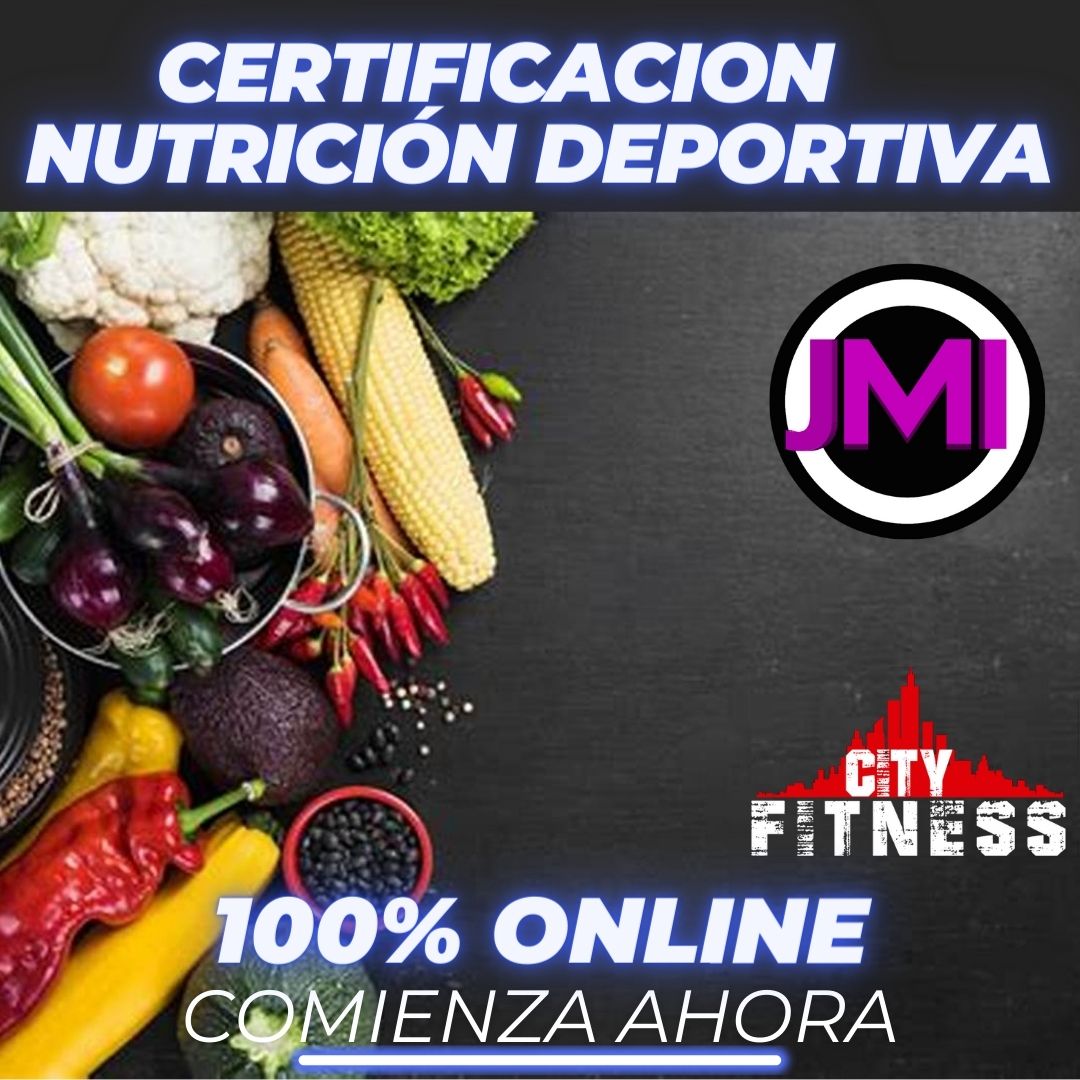 CERTIFICACION
NUTRICIÓN DEPORTIVA
JMI
CITY
FITNESS
100% ONLINE
COMIENZA AHORA